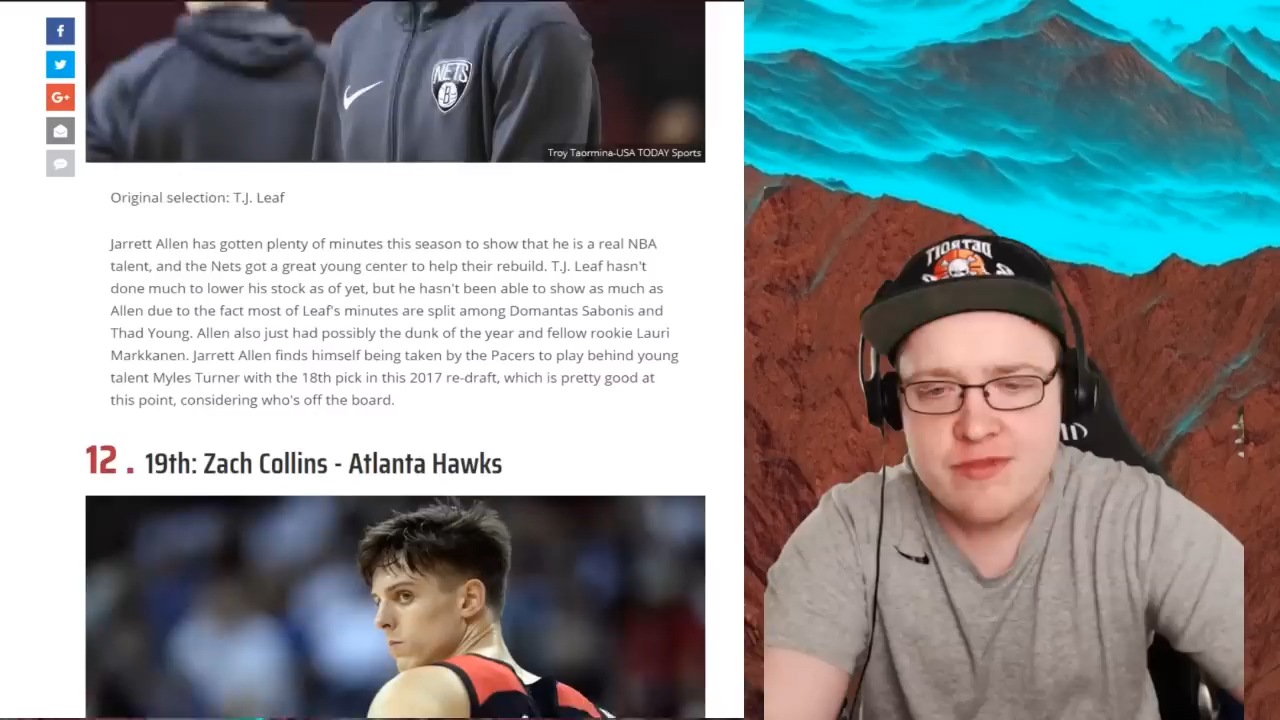 NETS
B
Troy Taormina-USA TODAY Sports
f
G+
Original selection: T.J. Leaf
Jarrett Allen has gotten plenty of minutes this season to show that he is a real NBA
talent, and the Nets got a great young center to help their rebuild. T.J. Leaf hasn't
done much to lower his stock as of yet, but he hasn't been able to show as much as
Allen due to the fact most of Leaf's minutes are split among Domantas Sabonis and
Thad Young. Allen also just had possibly the dunk of the year and fellow rookie Lauri
Markkanen. Jarrett Allen finds himself being taken by the Pacers to play behind young
talent Myles Turner with the 18th pick in this 2017 re-draft, which is pretty good at
this point, considering who's off the board.
12 . 19th: Zach Collins - Atlanta Hawks
DETROIT